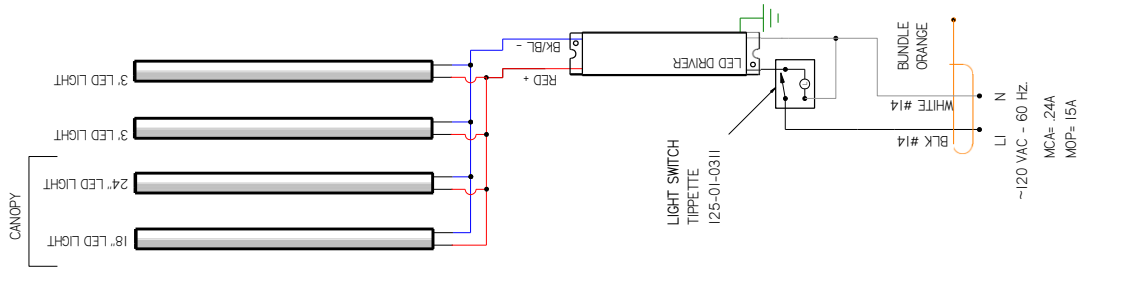 3' LED LIGHT
3' LED LIGHT
24" LED LIGHT
18" LED LIGHT
CANOPY
BK/BL -
RED +
LED DRIVER
L
LIGHT SWITCH
TIPPETTE
125-01-0311
BUNDLE
ORANGE
WHITE #14
BLK #14
N
L1
~120 VAC - 60 Hz.
MCA= .24A
MOP= 15A